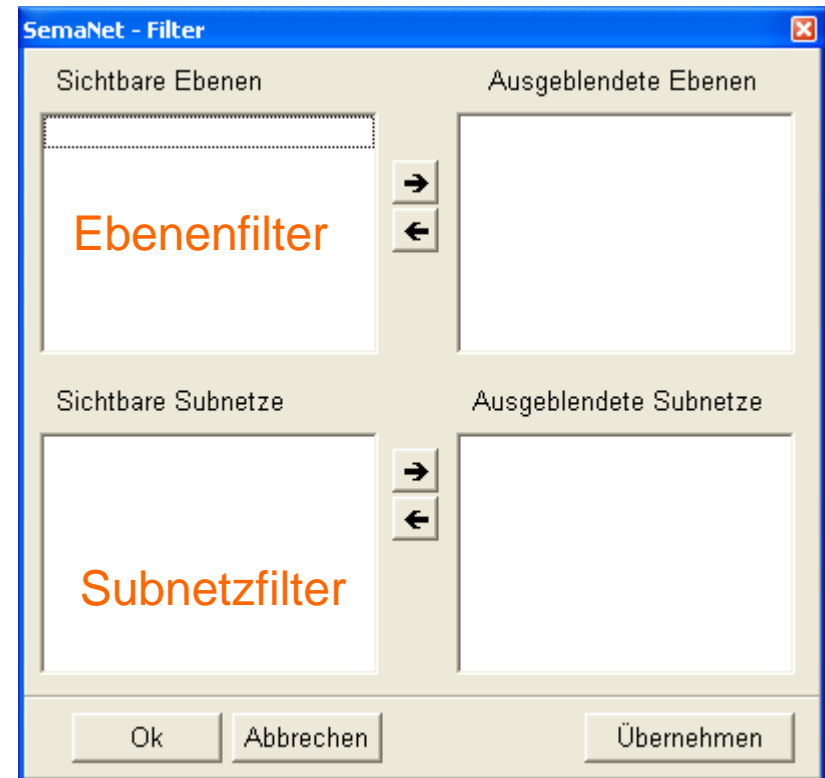 SemaNet - Filter
Sichtbare Ebenen
Ausgeblendete Ebenen
Ebenenfilter
Sichtbare Subnetze
Ausgeblendete Subnetze
Subnetzfilter
Ok
Abbrechen
Übernehmen